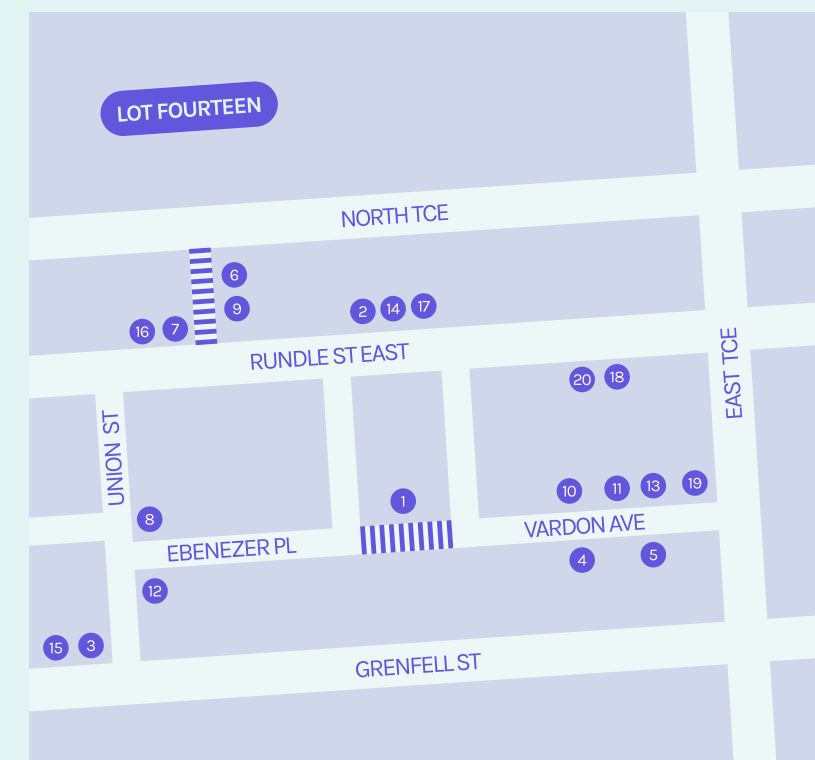 LOT FOURTEEN
NORTH TCE
6
9
2 14 17
16 7
RUNDLE ST EAST
EAST TCE
20 18
UNION ST
1
10 11 13 19
8
VARDON AVE
EBENEZER PL
4 5
12
15 3
GRENFELL ST